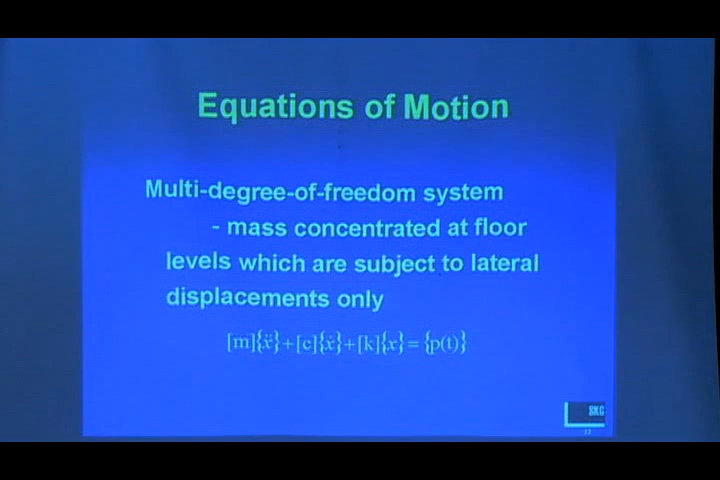 Equations of Motion
Multi-degree-of-freedom system
- mass concentrated at floor
levels which are subject to lateral
displacements only
[m]{ẍ}+[c]{ẋ}+[k]{x}={p(t)}
SKG